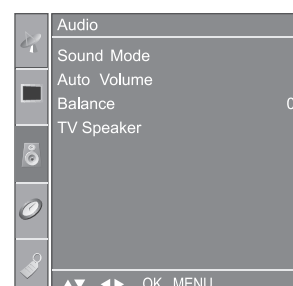 Audio
Sound Mode
Auto Volume
Balance 0
TV Speaker
▲▼ ◀▶ OK MENU